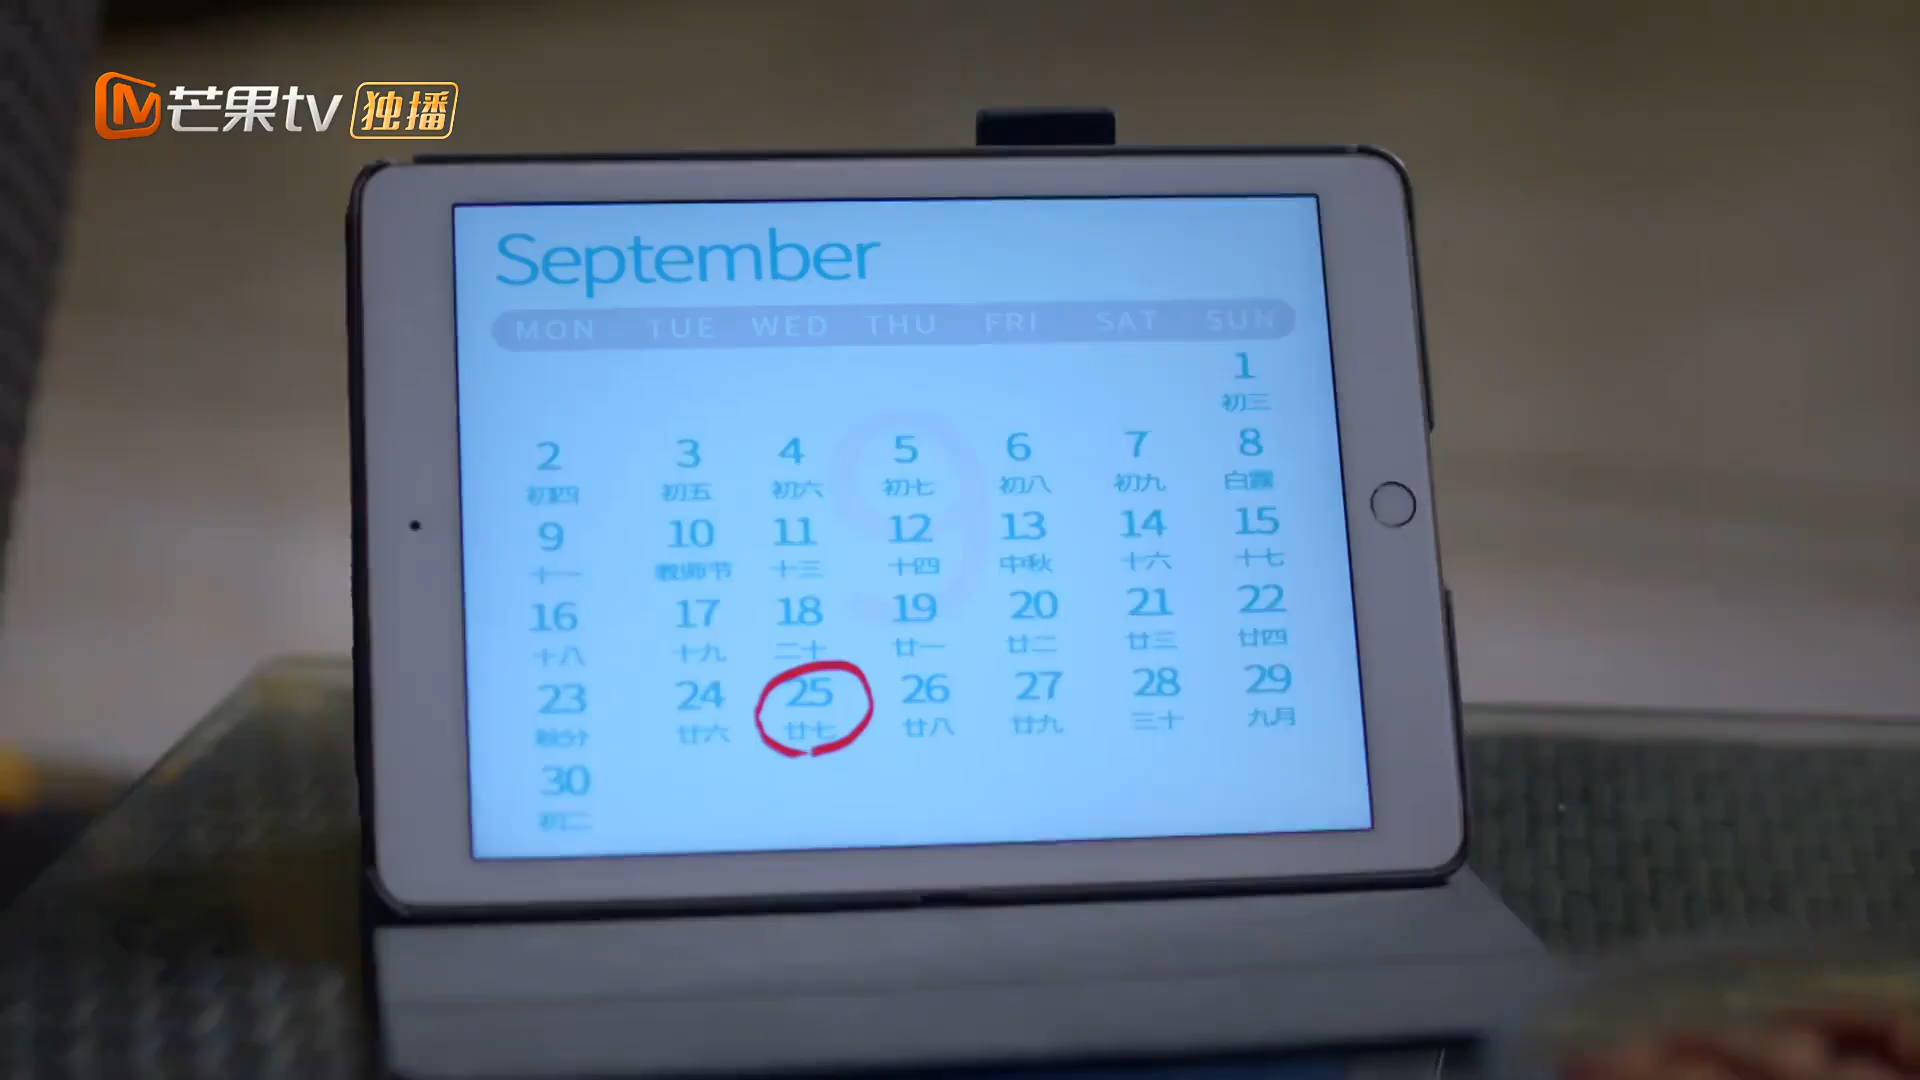 芒果tv 独播
September
MON TUE WED THU FRI SAT SUN
1
初三
2 3 4 5 6 7 8
初四 初五 初六 初七 初八 初九 白露
9 10 11 12 13 14 15
十一 教师节 十三 十四 中秋 十六 十七
16 17 18 19 20 21 22
十八 十九 二十 廿一 廿二 廿三 廿四
23 24 25 26 27 28 29
秋分 廿六 廿七 廿八 廿九 三十 九月
30
初二
9